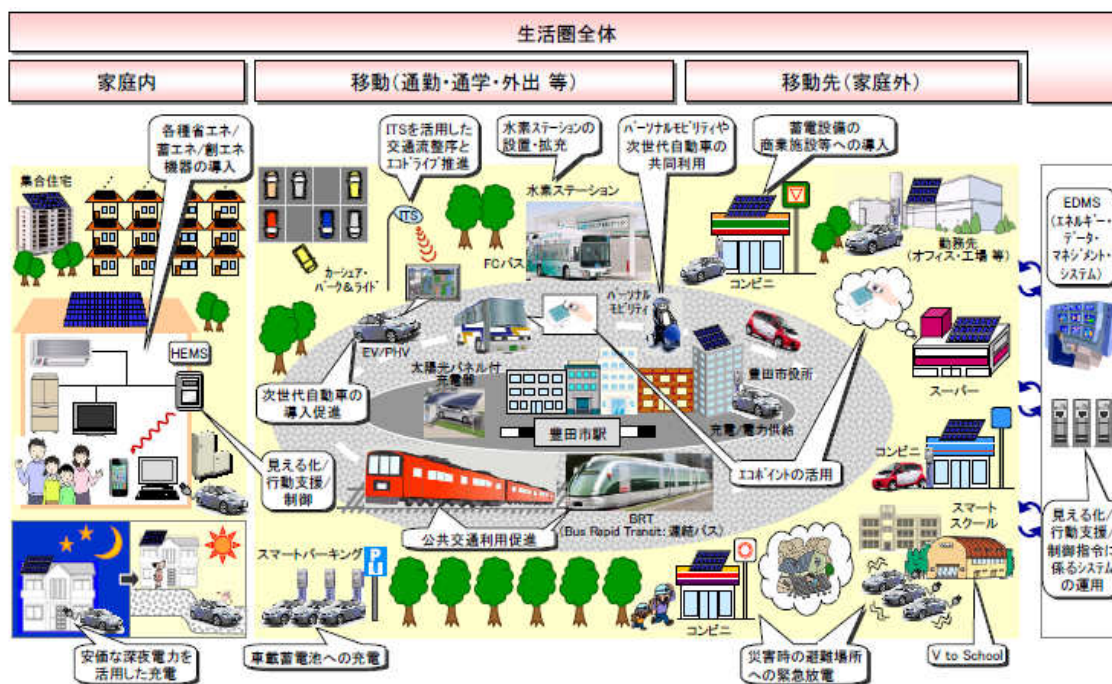 生活圏全体
家庭内
移動(通勤・通学・外出 等)
移動先(家庭外)
各種省エネ/
蓄エネ/創エネ
機器の導入
ITSを活用した
交通流整序と
エコドライブ推進
水素ステーションの
設置・拡充
パーソナルモビリティや
次世代自動車の
共同利用
蓄電設備の
商業施設等への導入
集合住宅
ITS
水素ステーション
FCバス
カーシェア・
パーク&ライド
コンビニ
勤務先
(オフィス・工場 等)
EDMS
(エネルギー・
データ・
マネジメント・
システム)
HEMS
EV/PHV
パーソナル
モビリティ
太陽光パネル付
充電器
次世代自動車の
導入促進
豊田市役所
スーパー
充電/電力供給
豊田市駅
見える化/
行動支援/
制御
エコポイントの活用
コンビニ
公共交通利用促進
BRT
(Bus Rapid Transit: 連結バス)
スマート
スクール
見える化/
行動支援/
制御指令に
係るシステム
の運用
スマートパーキング
P
コンビニ
安価な深夜電力を
活用した充電
車載蓄電池への充電
災害時の避難場所
への緊急放電
V to School